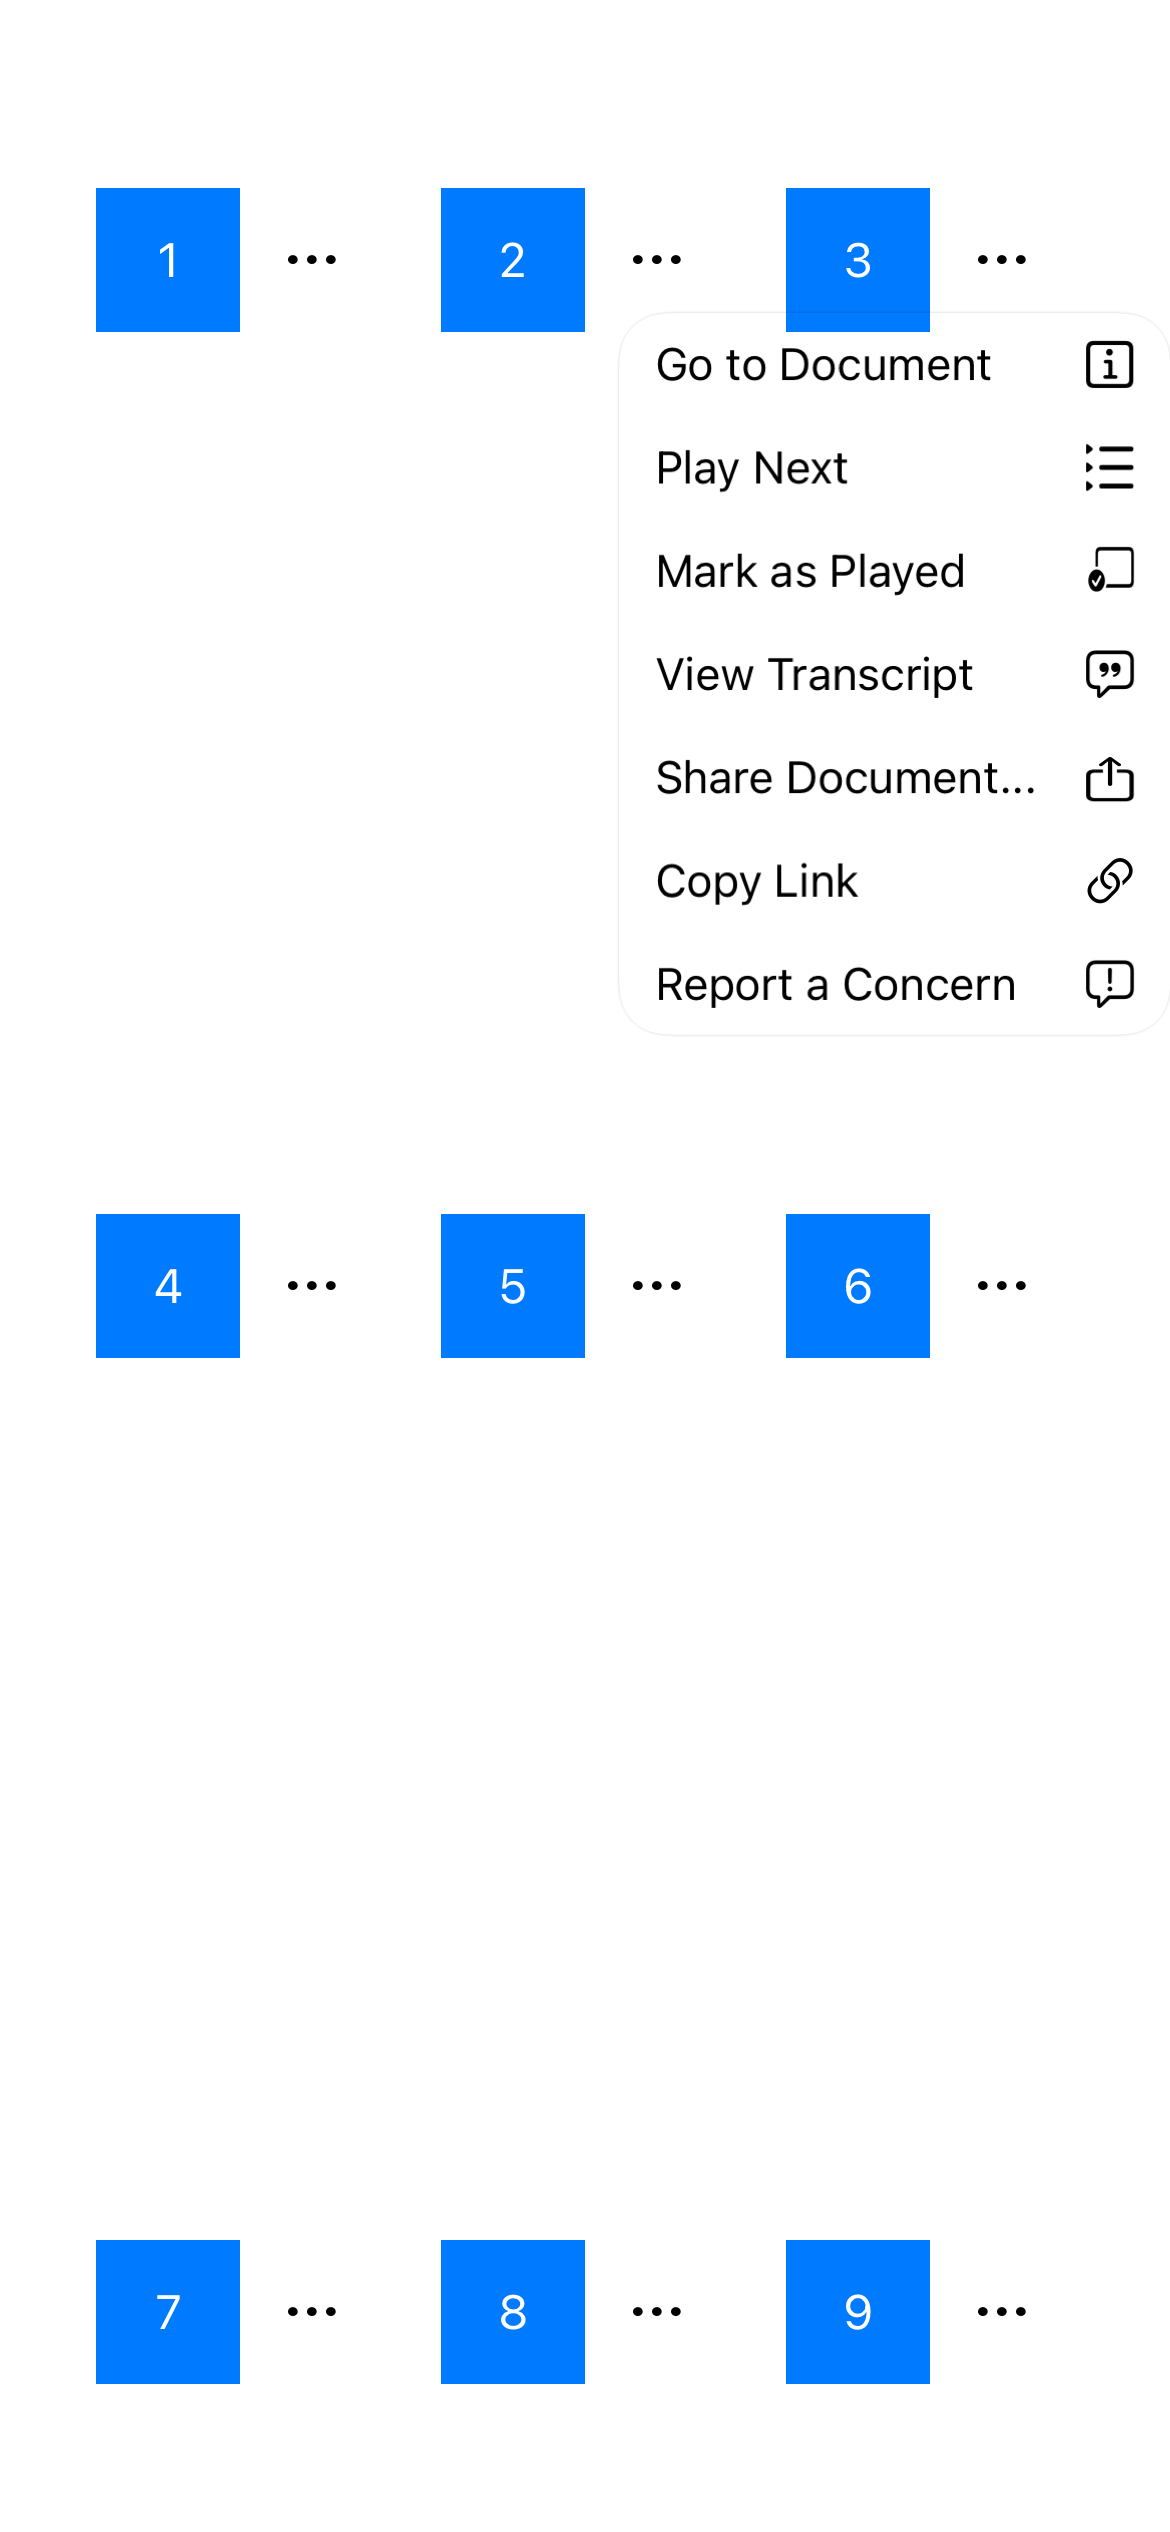 1 ... 2 ... 3 ...
Go to Document
Play Next
Mark as Played
View Transcript
Share Document...
Copy Link
Report a Concern
4 ... 5 ... 6 ...
7 ... 8 ... 9 ...